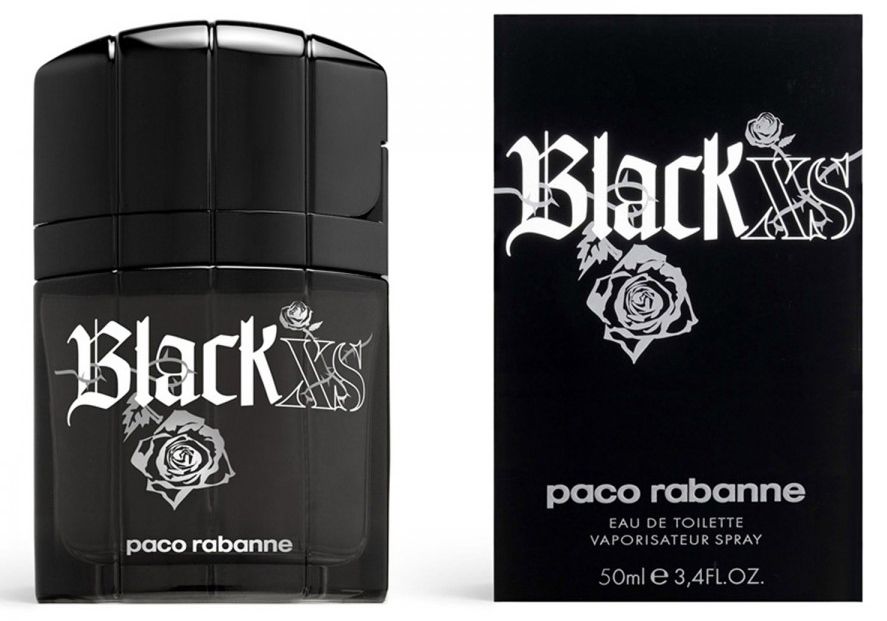 Black XS
paco rabanne
Black XS
paco rabanne
EAU DE TOILETTE
VAPORISATEUR SPRAY
50ml e 3,4FL.OZ.